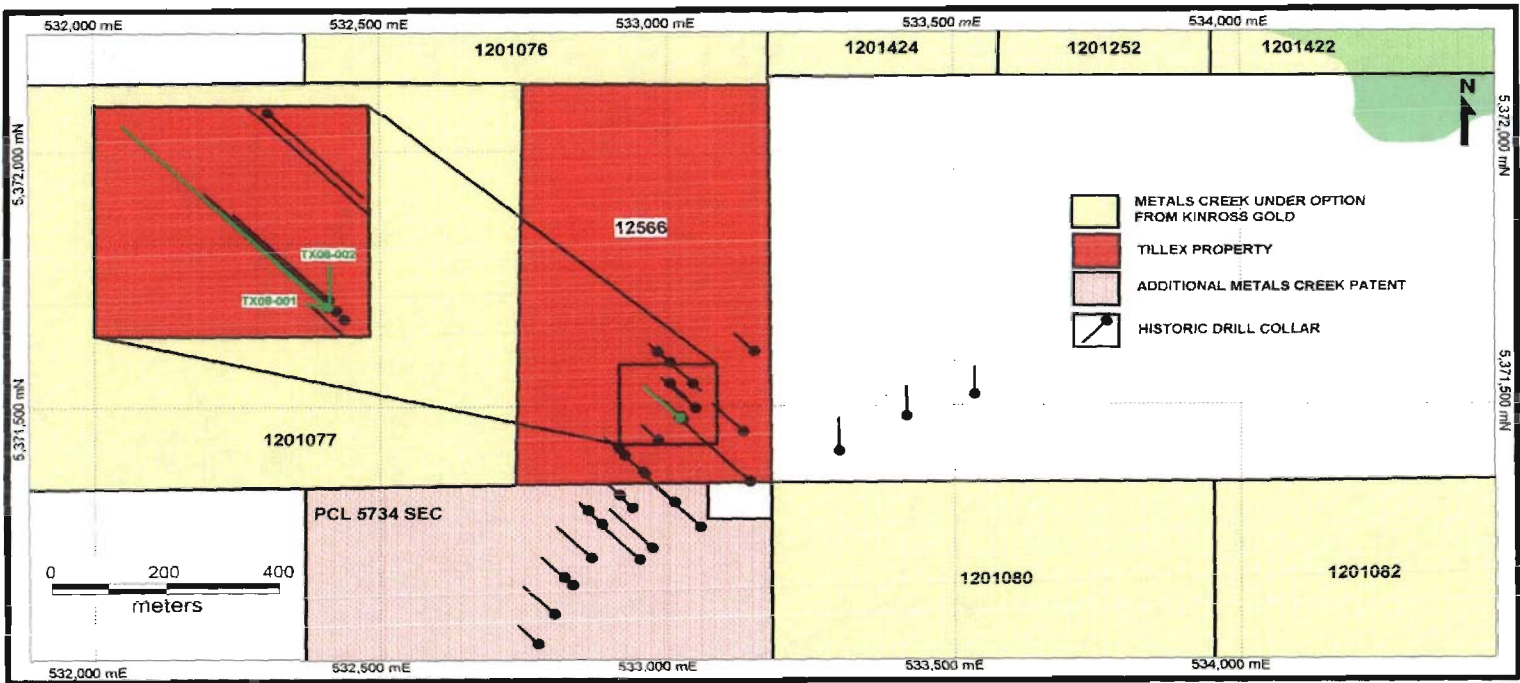 532,000 mE
532,500 mE
533,000 mE
533,500 mE
534,000 mE
1201076
1201424
1201252
1201422
N
5,372,000 mN
5,372,000 mN
12566
METALS CREEK UNDER OPTION
FROM KINROSS GOLD
TILLEX PROPERTY
ADDITIONAL METALS CREEK PATENT
HISTORIC DRILL COLLAR
TX08-002
TX08-001
5,371,500 mN
5,371,500 mN
1201077
PCL 5734 SEC
0 200 400
meters
1201080
1201082
532,000 mE
532,500 mE
533,000 mE
533,500 mE
534,000 mE